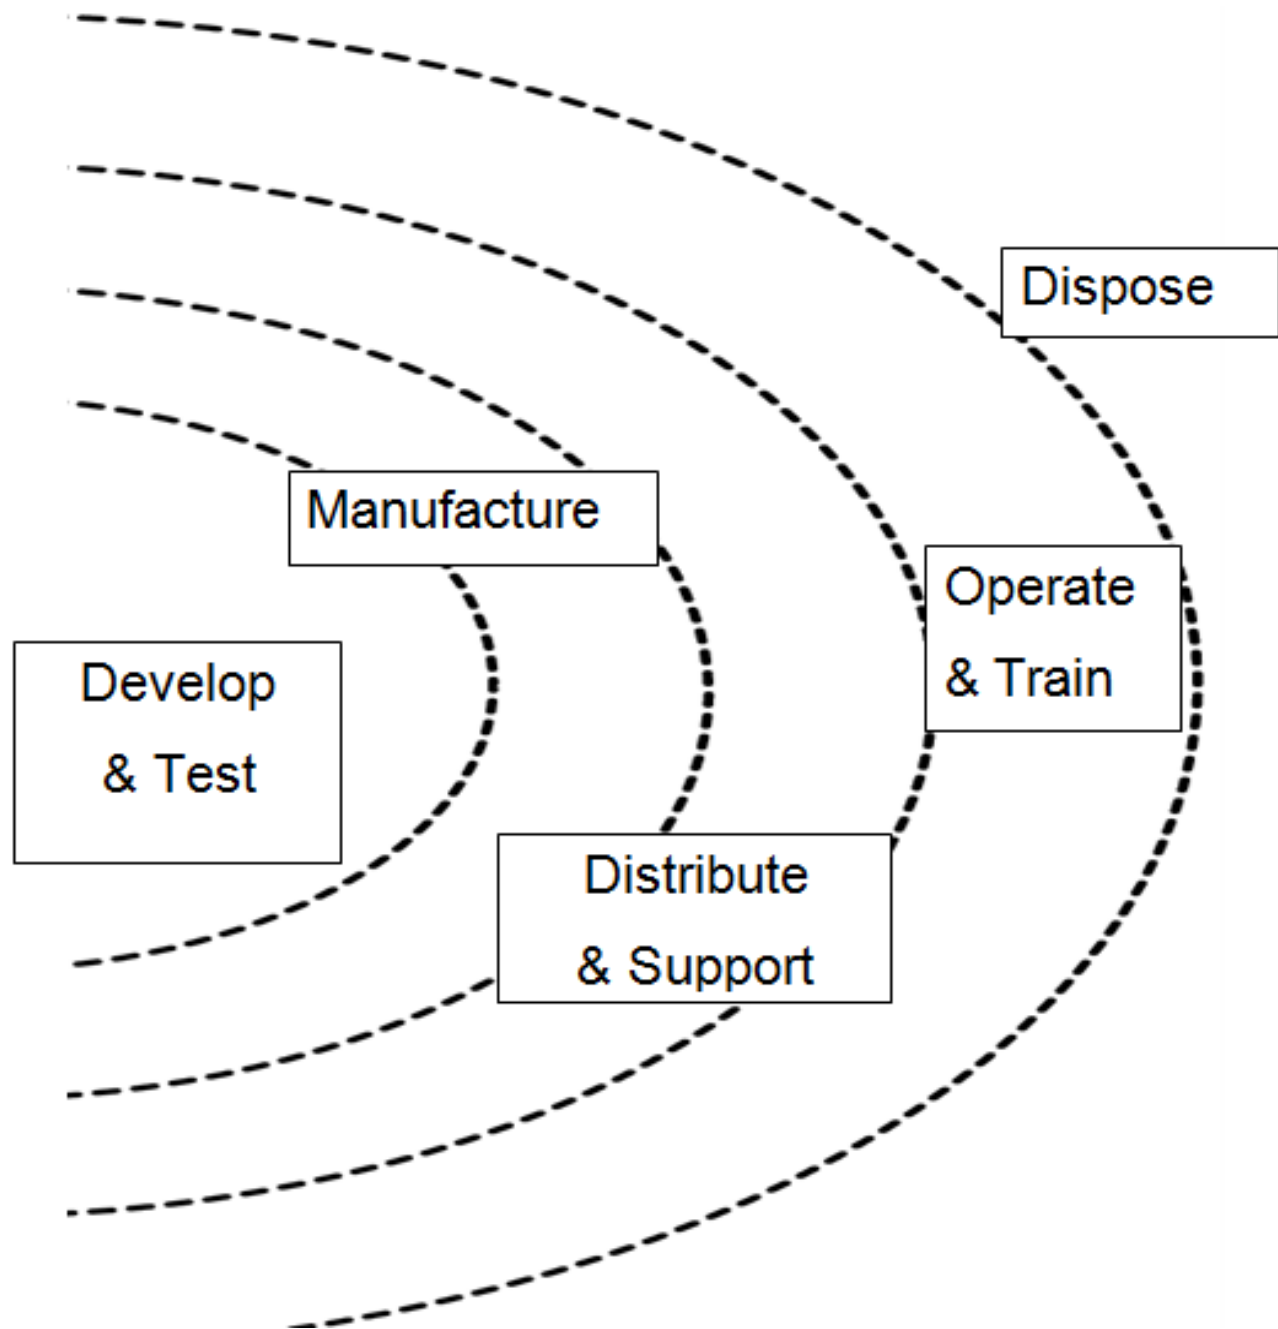 Dispose
Manufacture
Operate
& Train
Develop
& Test
Distribute
& Support